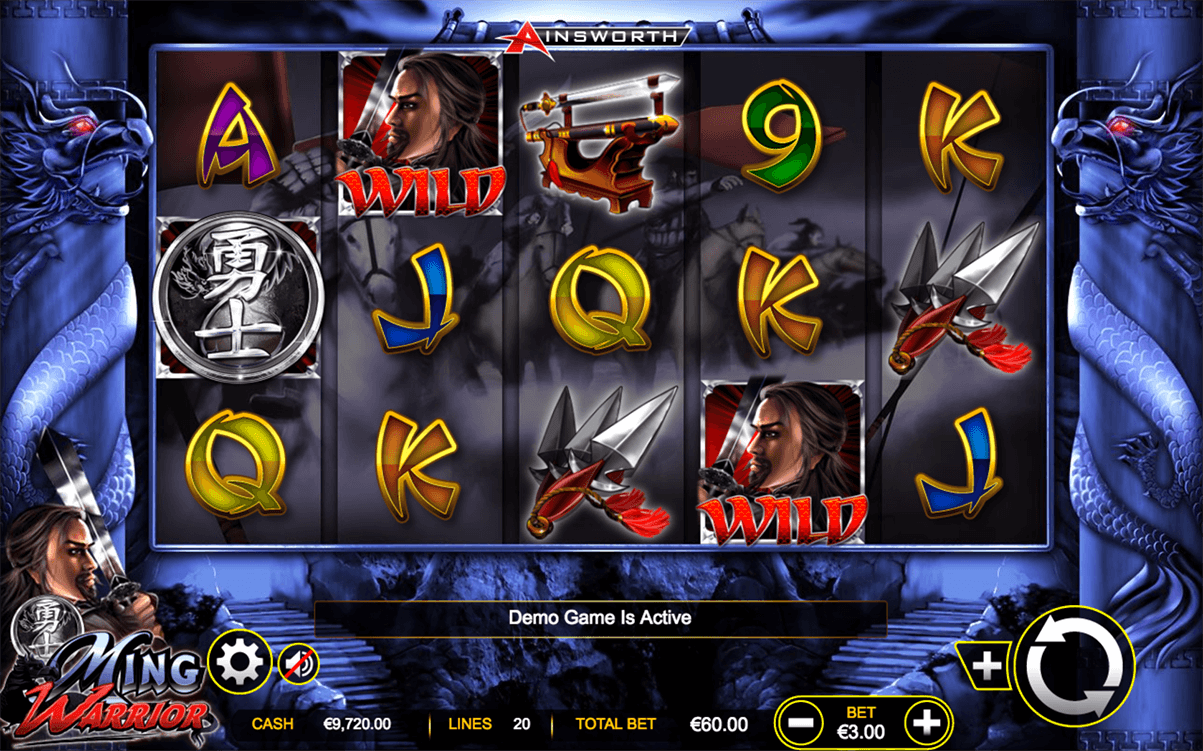 AINSWORTH
A
WILD
9
K
勇士
J
Q
K
Q
K
WILD
J
Demo Game Is Active
勇士
MING
WARRIOR
CASH €9,720.00 LINES 20 TOTAL BET €60.00
BET
€3.00